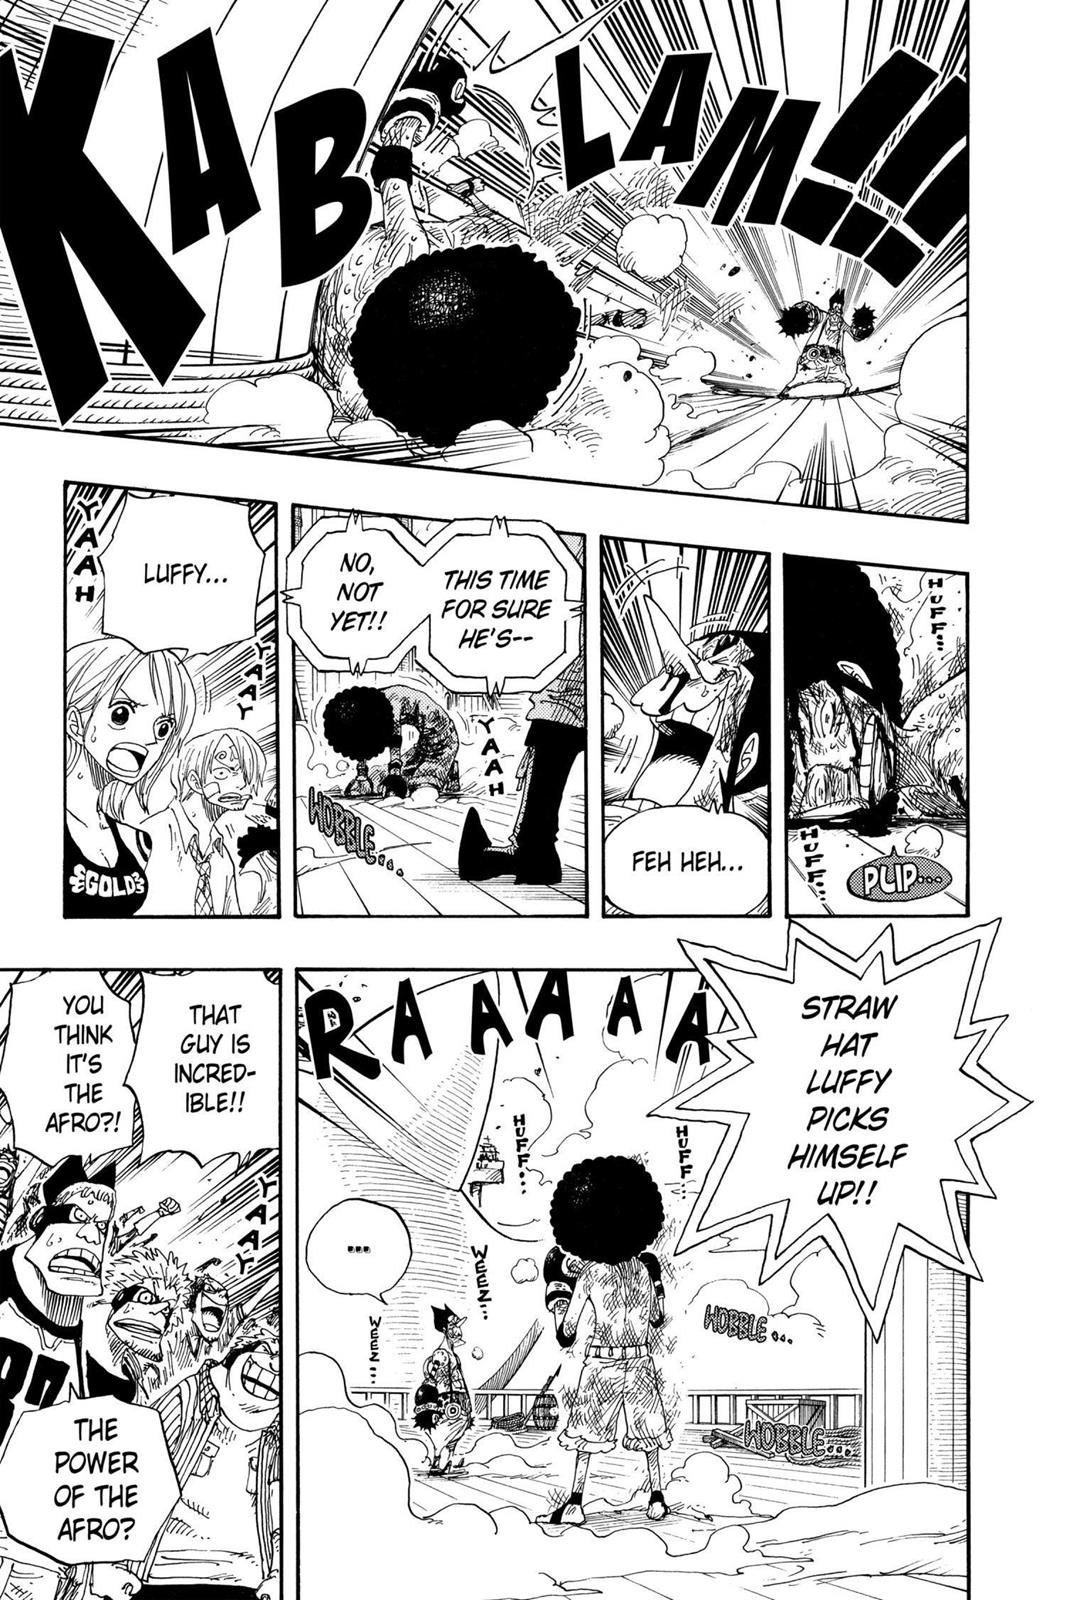 KABLAM!!!
HUFF...
HUFF...
PLIP...
FEH HEH...
THIS TIME
FOR SURE
HE'S--
NO,
NOT
YET!!
YAAH
WOBBLE...
LUFFY...
YAAH
YAAAY
STRAW
HAT
LUFFY
PICKS
HIMSELF
UP!!
RAAAAA
HUFF...
HUFF...
WOBBLE...
WOBBLE...
...
WEEZ...
WEEZ...
THAT
GUY IS
INCRED-
IBLE!!
YOU
THINK
IT'S
THE
AFRO?!
YAAAY
THE
POWER
OF THE
AFRO?
GOLD